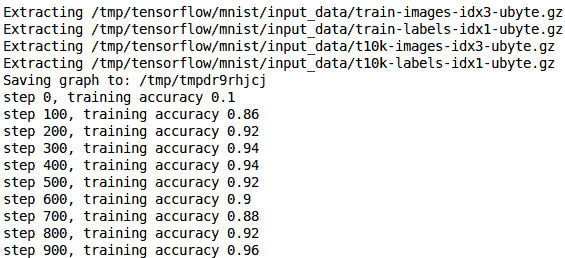 Extracting /tmp/tensorflow/mnist/input_data/train-images-idx3-ubyte.gz
Extracting /tmp/tensorflow/mnist/input_data/train-labels-idx1-ubyte.gz
Extracting /tmp/tensorflow/mnist/input_data/t10k-images-idx3-ubyte.gz
Extracting /tmp/tensorflow/mnist/input_data/t10k-labels-idx1-ubyte.gz
Saving graph to: /tmp/tmpdr9rhjcj
step 0, training accuracy 0.1
step 100, training accuracy 0.86
step 200, training accuracy 0.92
step 300, training accuracy 0.94
step 400, training accuracy 0.94
step 500, training accuracy 0.92
step 600, training accuracy 0.9
step 700, training accuracy 0.88
step 800, training accuracy 0.92
step 900, training accuracy 0.96